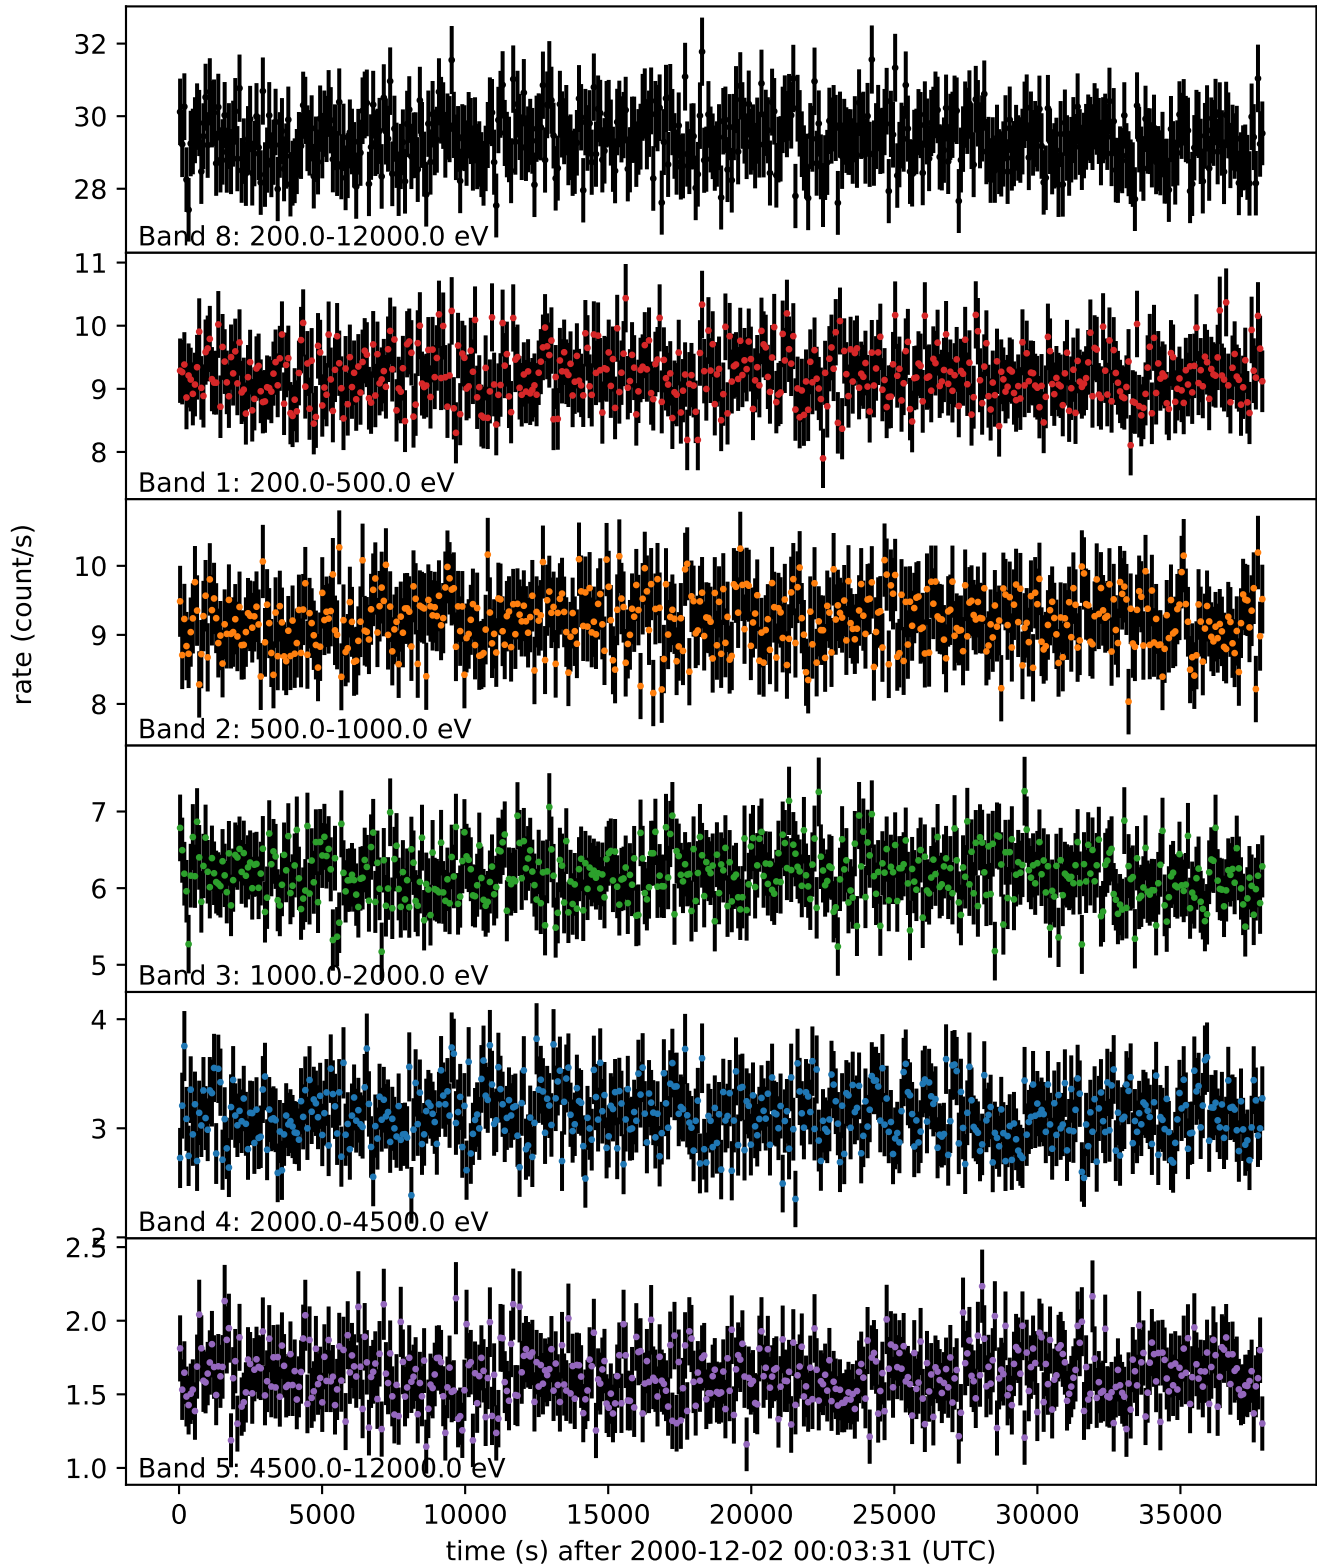 32
30
28
Band 8: 200.0-12000.0 eV
11
10
9
8
Band 1: 200.0-500.0 eV
10
9
8
Band 2: 500.0-1000.0 eV
rate (count/s)
7
6
5
Band 3: 1000.0-2000.0 eV
4
3
2
Band 4: 2000.0-4500.0 eV
2.5
2.0
1.5
1.0
Band 5: 4500.0-12000.0 eV
0 5000 10000 15000 20000 25000 30000 35000
time (s) after 2000-12-02 00:03:31 (UTC)